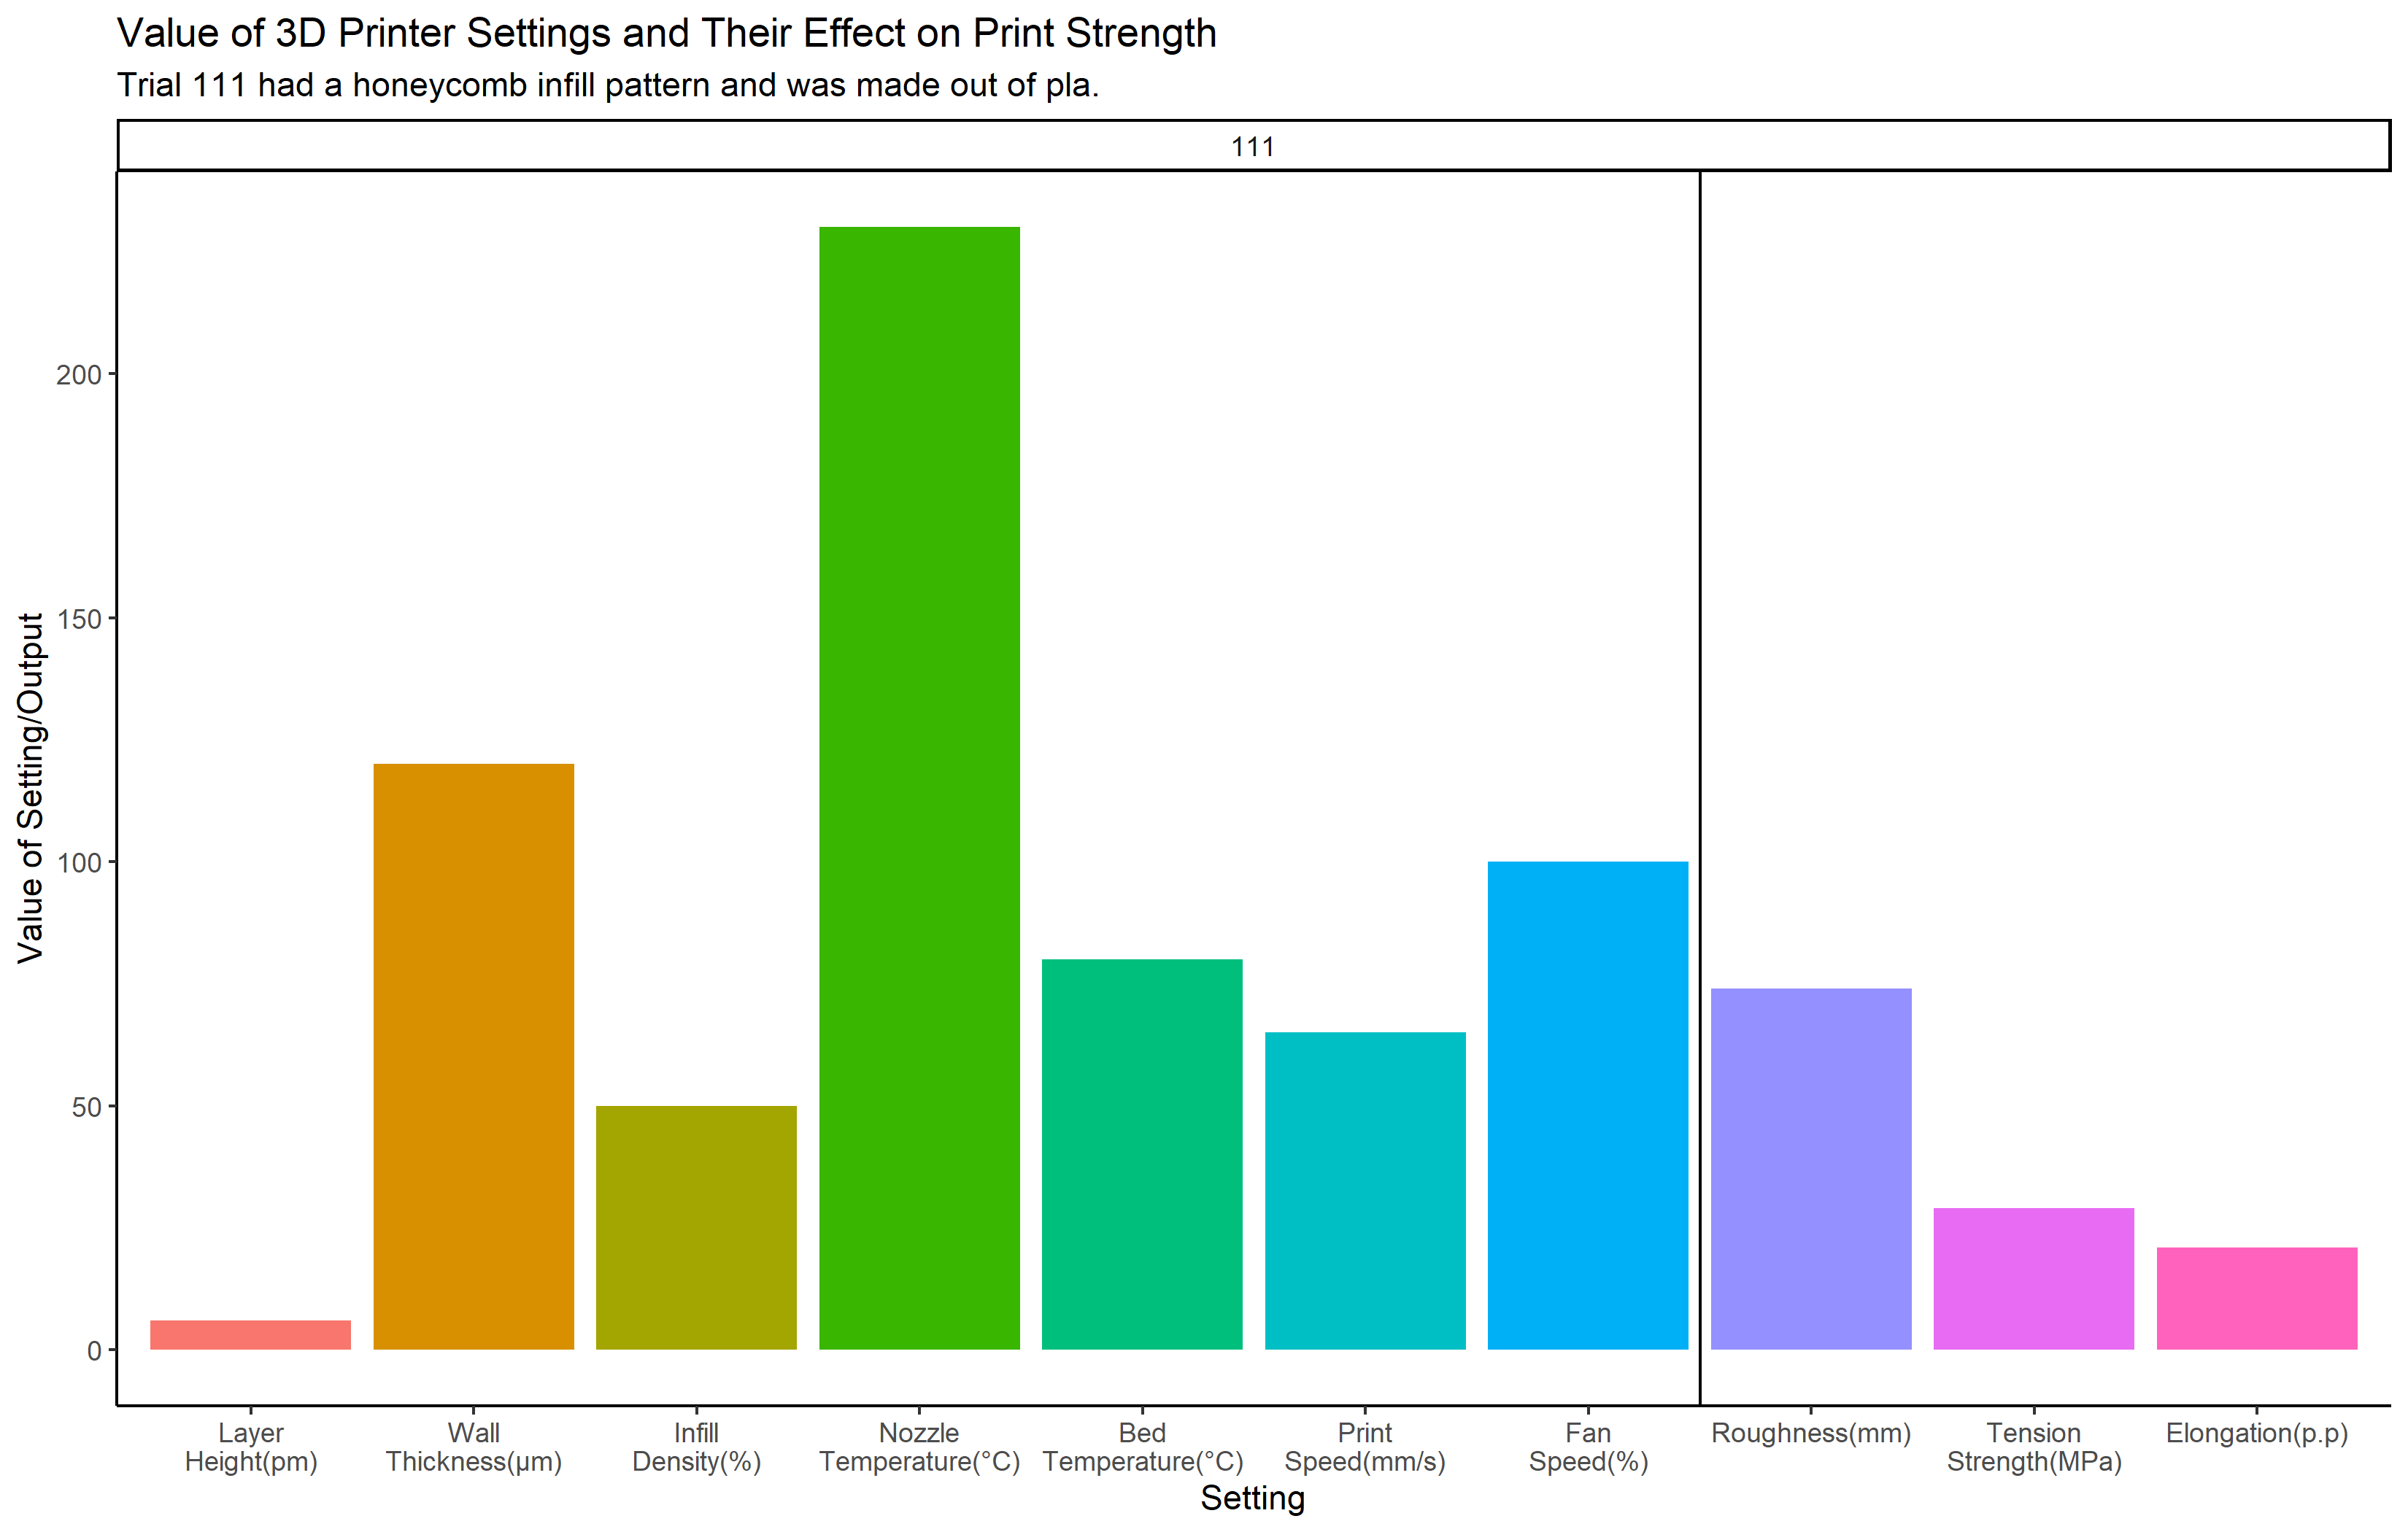 Value of 3D Printer Settings and Their Effect on Print Strength
Trial 111 had a honeycomb infill pattern and was made out of pla.
111
Value of Setting/Output
200
150
100
50
0
Layer
Height(pm)
Wall
Thickness(µm)
Infill
Density(%)
Nozzle
Temperature(°C)
Bed
Temperature(°C)
Print
Speed(mm/s)
Fan
Speed(%)
Roughness(mm)
Tension
Strength(MPa)
Elongation(p.p)
Setting